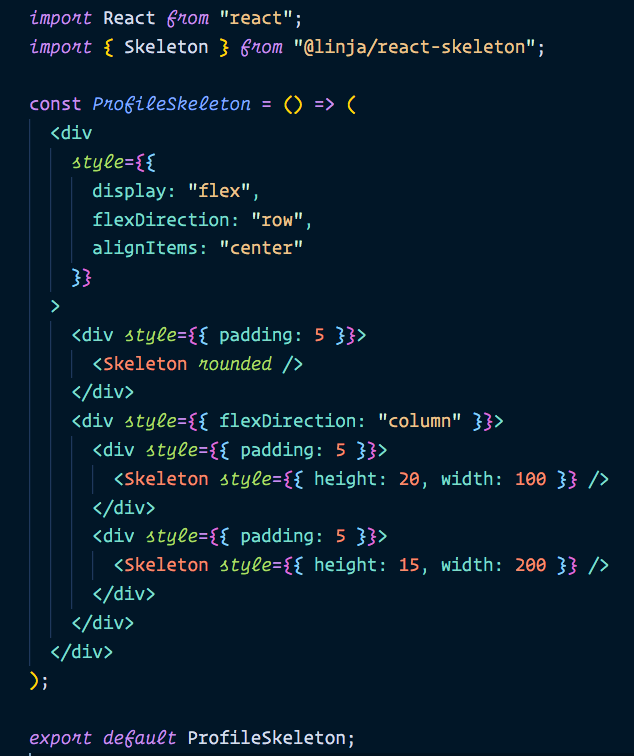 import React from "react";
import { Skeleton } from "@linja/react-skeleton";

const ProfileSkeleton = () => (
  <div
    style={{
      display: "flex",
      flexDirection: "row",
      alignItems: "center"
    }}
  >
    <div style={{ padding: 5 }}>
      <Skeleton rounded />
    </div>
    <div style={{ flexDirection: "column" }}>
      <div style={{ padding: 5 }}>
        <Skeleton style={{ height: 20, width: 100 }} />
      </div>
      <div style={{ padding: 5 }}>
        <Skeleton style={{ height: 15, width: 200 }} />
      </div>
    </div>
  </div>
);

export default ProfileSkeleton;